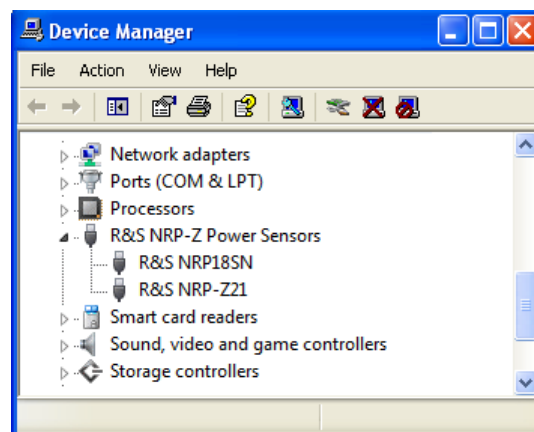 Device Manager
File Action View Help
Network adapters
Ports (COM & LPT)
Processors
R&S NRP-Z Power Sensors
R&S NRP18SN
R&S NRP-Z21
Smart card readers
Sound, video and game controllers
Storage controllers